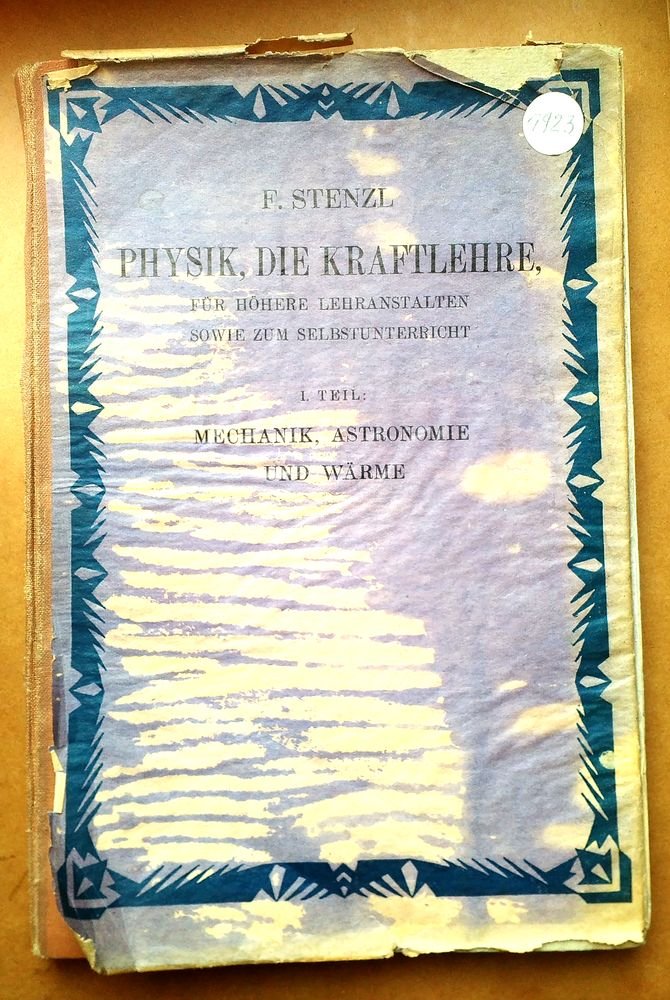 F. STENZL
PHYSIK, DIE KRAFTLEHRE,
FÜR HÖHERE LEHRANSTALTEN
SOWIE ZUM SELBSTUNTERRICHT
I. TEIL:
MECHANIK, ASTRONOMIE
UND WÄRME